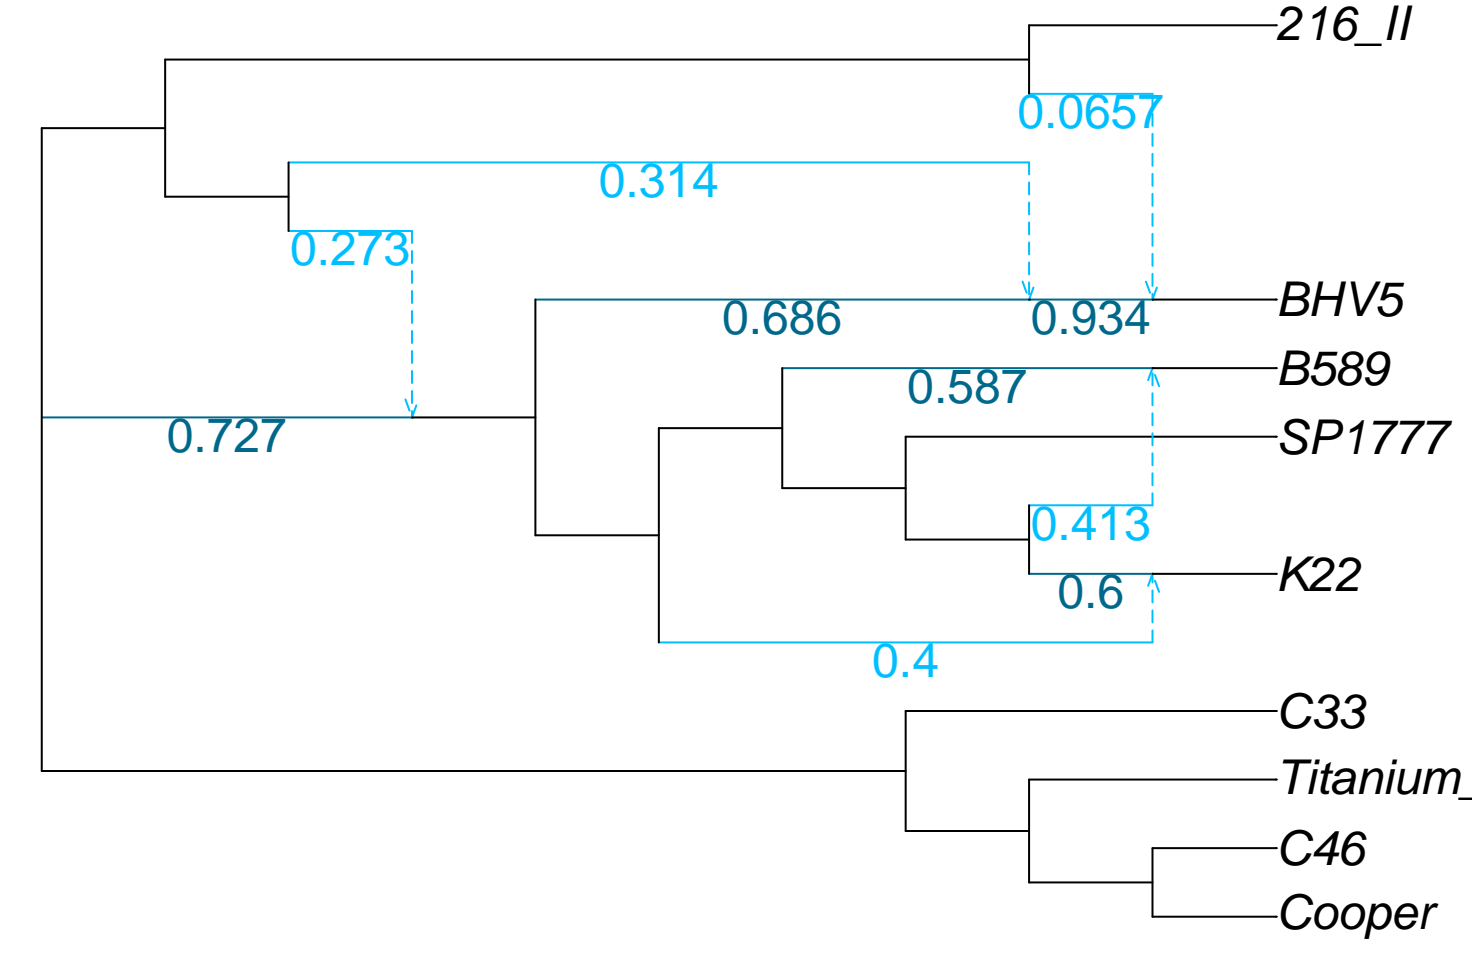 216_II
0.0657
0.314
0.273
BHV5
0.686
0.934
B589
0.587
0.727
SP1777
0.413
K22
0.6
0.4
C33
Titanium_
C46
Cooper